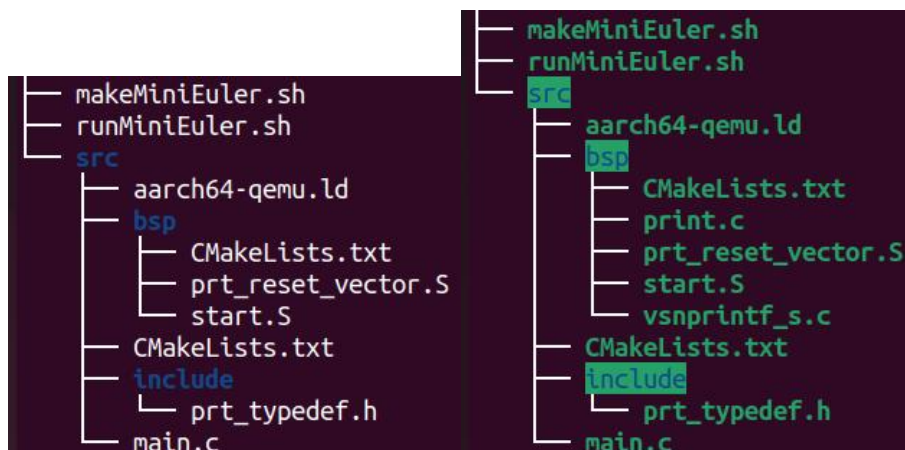 makeMiniEuler.sh
runMiniEuler.sh
src
aarch64-qemu.ld
bsp
CMakeLists.txt
prt_reset_vector.S
start.S
CMakeLists.txt
include
prt_typedef.h
main.c
makeMiniEuler.sh
runMiniEuler.sh
src
aarch64-qemu.ld
bsp
CMakeLists.txt
print.c
prt_reset_vector.S
start.S
vsnprintf_s.c
CMakeLists.txt
include
prt_typedef.h
main.c